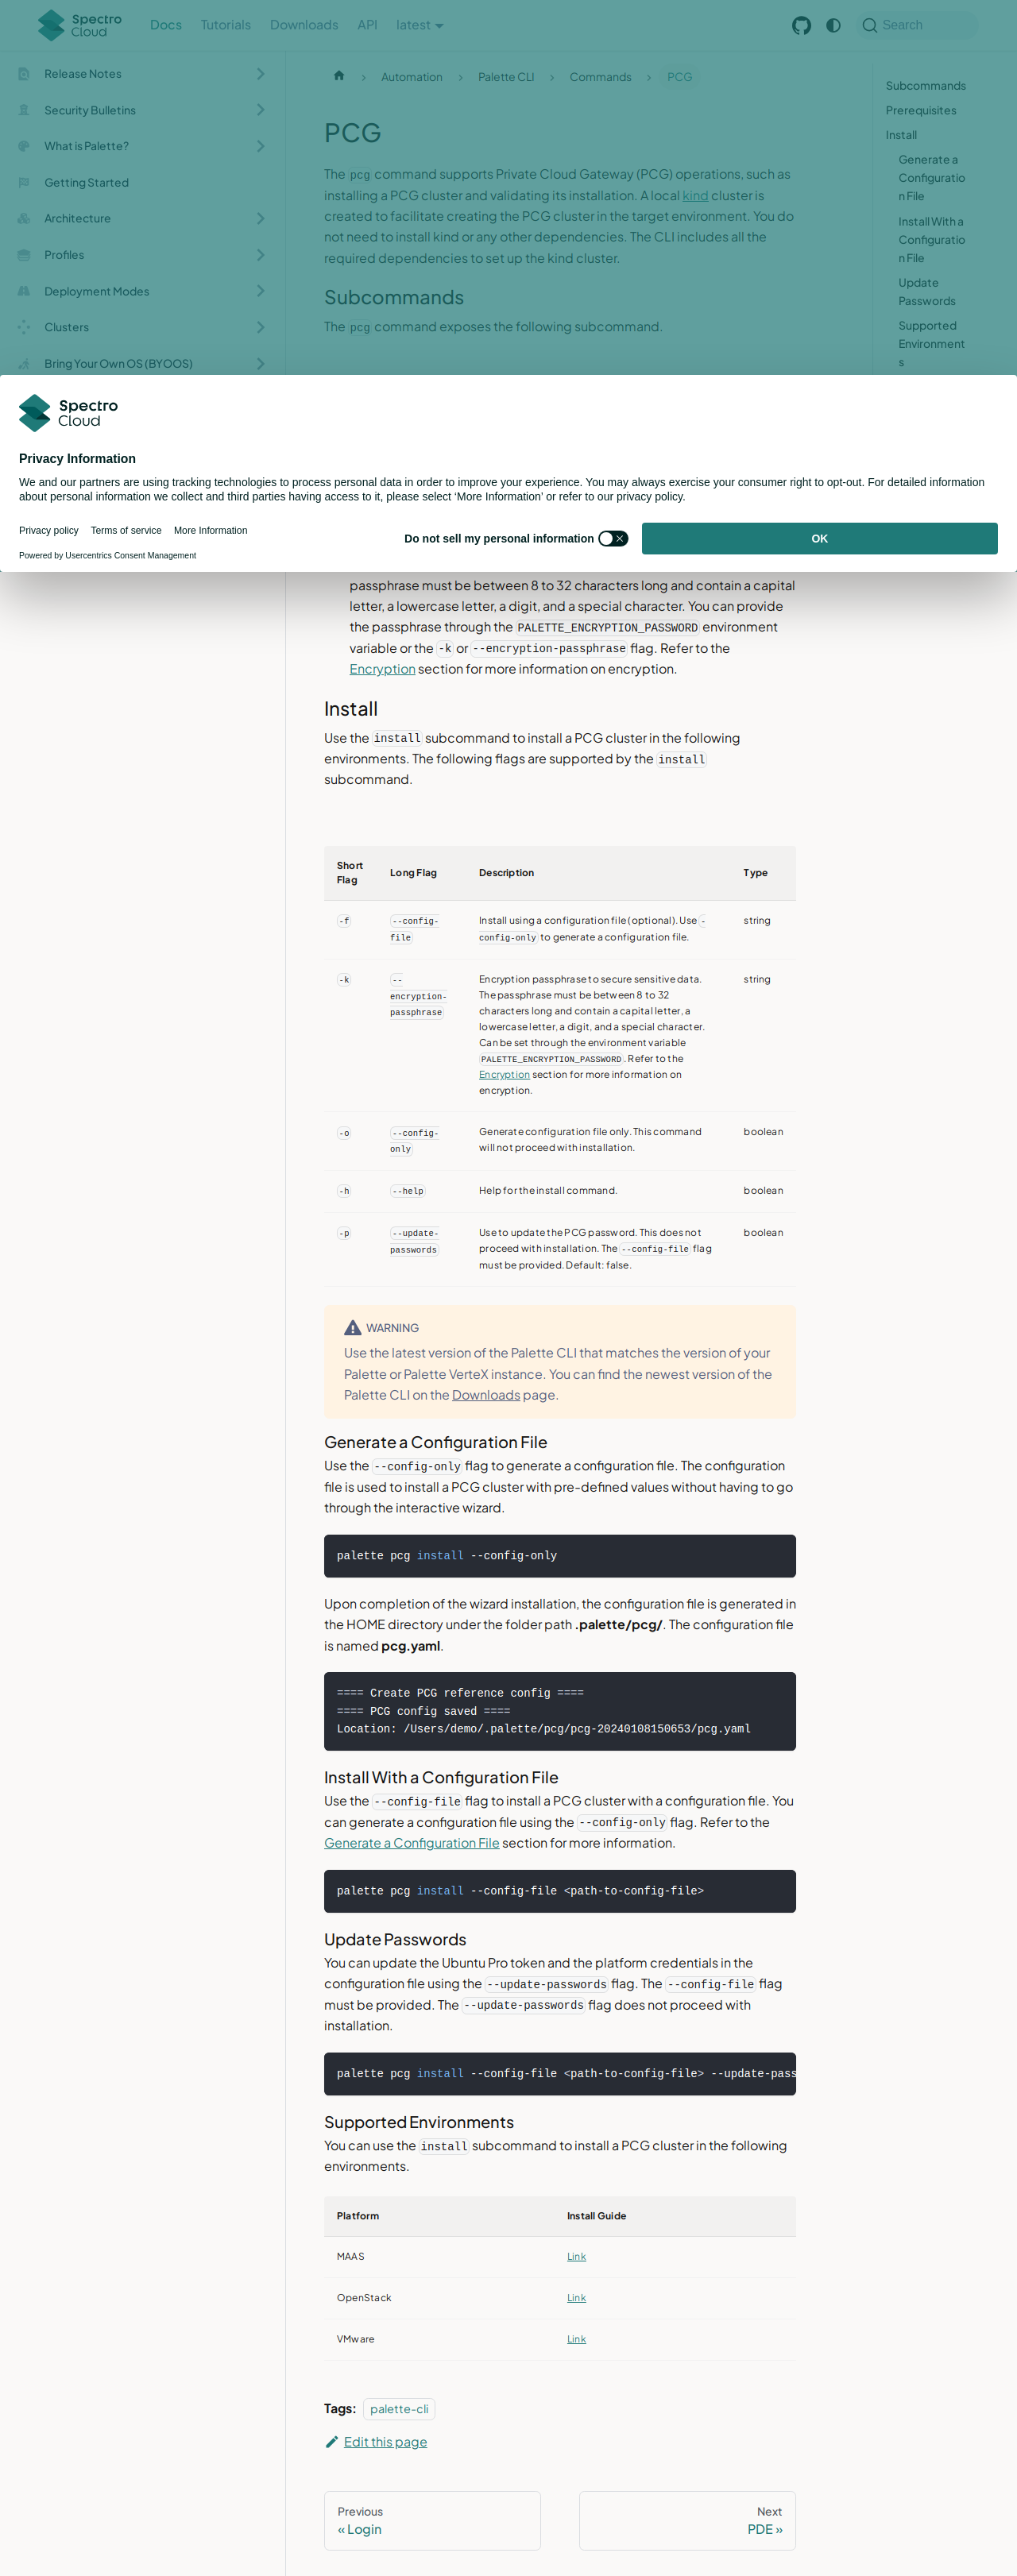 Spectro Cloud
Docs
Tutorials
Downloads
API
latest
Search
Release Notes
Security Bulletins
What is Palette?
Getting Started
Architecture
Profiles
Deployment Modes
Clusters
Bring Your Own OS (BYOOS)
Automation
Palette CLI
Commands
PCG
PCG
The pcg command supports Private Cloud Gateway (PCG) operations, such as
installing a PCG cluster and validating its installation. A local kind cluster is
created to facilitate creating the PCG cluster in the target environment. You do
not need to install kind or any other dependencies. The CLI includes all the
required dependencies to set up the kind cluster.
Subcommands
The pcg command exposes the following subcommand.
Subcommands
Prerequisites
Install
Generate a
Configuratio
n File
Install With a
Configuratio
n File
Update
Passwords
Supported
Environment
s
Spectro
Cloud
Privacy Information
We and our partners are using tracking technologies to process personal data in order to improve your experience. You may always exercise your consumer right to opt-out. For detailed information
about personal information we collect and third parties having access to it, please select ‘More Information’ or refer to our privacy policy.
Privacy policy
Terms of service
More Information
Powered by Usercentrics Consent Management
Do not sell my personal information
OK
passphrase must be between 8 to 32 characters long and contain a capital
letter, a lowercase letter, a digit, and a special character. You can provide
the passphrase through the PALETTE_ENCRYPTION_PASSWORD environment
variable or the -k or --encryption-passphrase flag. Refer to the
Encryption section for more information on encryption.
Install
Use the install subcommand to install a PCG cluster in the following
environments. The following flags are supported by the install
subcommand.
Short Flag
Long Flag
Description
Type
-f
--config-
file
Install using a configuration file (optional). Use -
config-only to generate a configuration file.
string
-k
--
encryption-
passphrase
Encryption passphrase to secure sensitive data.
The passphrase must be between 8 to 32
characters long and contain a capital letter, a
lowercase letter, a digit, and a special character.
Can be set through the environment variable
PALETTE_ENCRYPTION_PASSWORD. Refer to the
Encryption section for more information on
encryption.
string
-o
--config-
only
Generate configuration file only. This command
will not proceed with installation.
boolean
-h
--help
Help for the install command.
boolean
-p
--update-
passwords
Use to update the PCG password. This does not
proceed with installation. The --config-file flag
must be provided. Default: false.
boolean
WARNING
Use the latest version of the Palette CLI that matches the version of your
Palette or Palette VerteX instance. You can find the newest version of the
Palette CLI on the Downloads page.
Generate a Configuration File
Use the --config-only flag to generate a configuration file. The configuration
file is used to install a PCG cluster with pre-defined values without having to go
through the interactive wizard.
palette pcg install --config-only
Upon completion of the wizard installation, the configuration file is generated in
the HOME directory under the folder path .palette/pcg/. The configuration file
is named pcg.yaml.
==== Create PCG reference config ====
==== PCG config saved ====
Location: /Users/demo/.palette/pcg/pcg-20240108150653/pcg.yaml
Install With a Configuration File
Use the --config-file flag to install a PCG cluster with a configuration file. You
can generate a configuration file using the --config-only flag. Refer to the
Generate a Configuration File section for more information.
palette pcg install --config-file <path-to-config-file>
Update Passwords
You can update the Ubuntu Pro token and the platform credentials in the
configuration file using the --update-passwords flag. The --config-file flag
must be provided. The --update-passwords flag does not proceed with
installation.
palette pcg install --config-file <path-to-config-file> --update-pass
Supported Environments
You can use the install subcommand to install a PCG cluster in the following
environments.
Platform
Install Guide
MAAS
Link
OpenStack
Link
VMware
Link
Tags: palette-cli
Edit this page
Previous
« Login
Next
PDE »